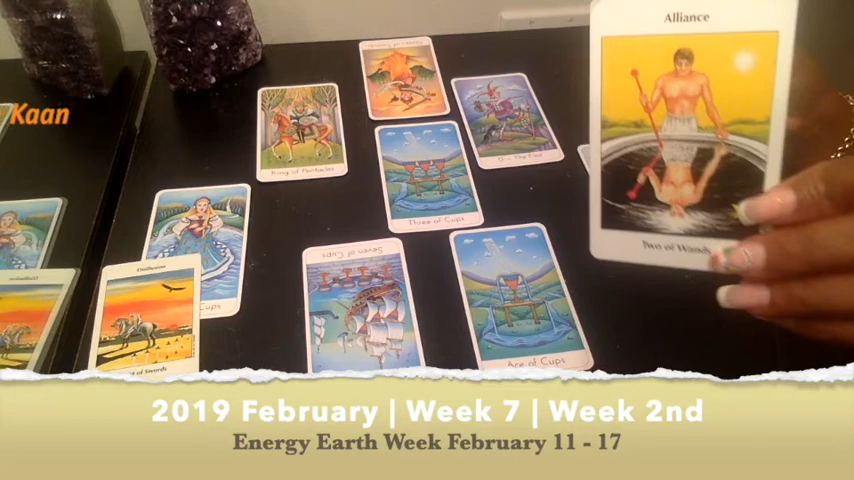 Alliance
Kaan
King of Pentacles
0 - The Fool
Three of Cups
Two of Wands
Seven of Cups
Cups
Ace of Cups
of Swords
2019 February | Week 7 | Week 2nd
Energy Earth Week February 11 - 17